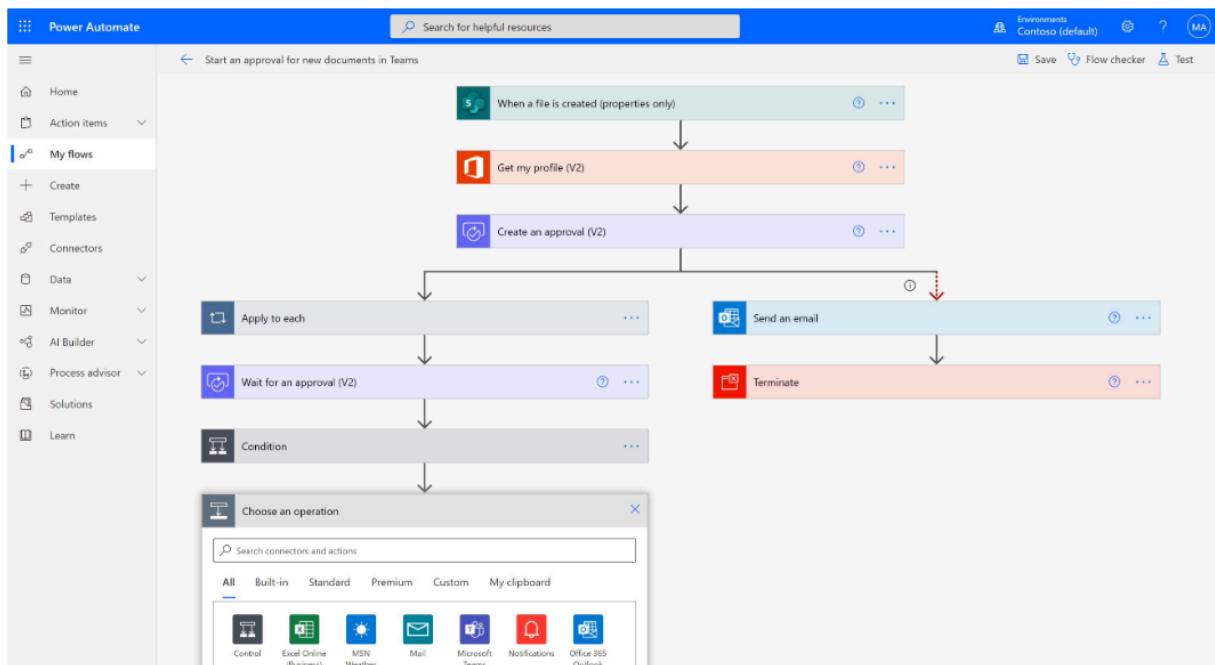 Power Automate
Search for helpful resources
Environments
Contoso (default)
MA
Start an approval for new documents in Teams
Save
Flow checker
Test
Home
Action items
My flows
Create
Templates
Connectors
Data
Monitor
AI Builder
Process advisor
Solutions
Learn
When a file is created (properties only)
Get my profile (V2)
Create an approval (V2)
Apply to each
Send an email
Wait for an approval (V2)
Terminate
Condition
Choose an operation
Search connectors and actions
All Built-in Standard Premium Custom My clipboard
Control
Excel Online
(Business)
MSN
Weather
Mail
Microsoft
Teams
Notifications
Office 365
Outlook